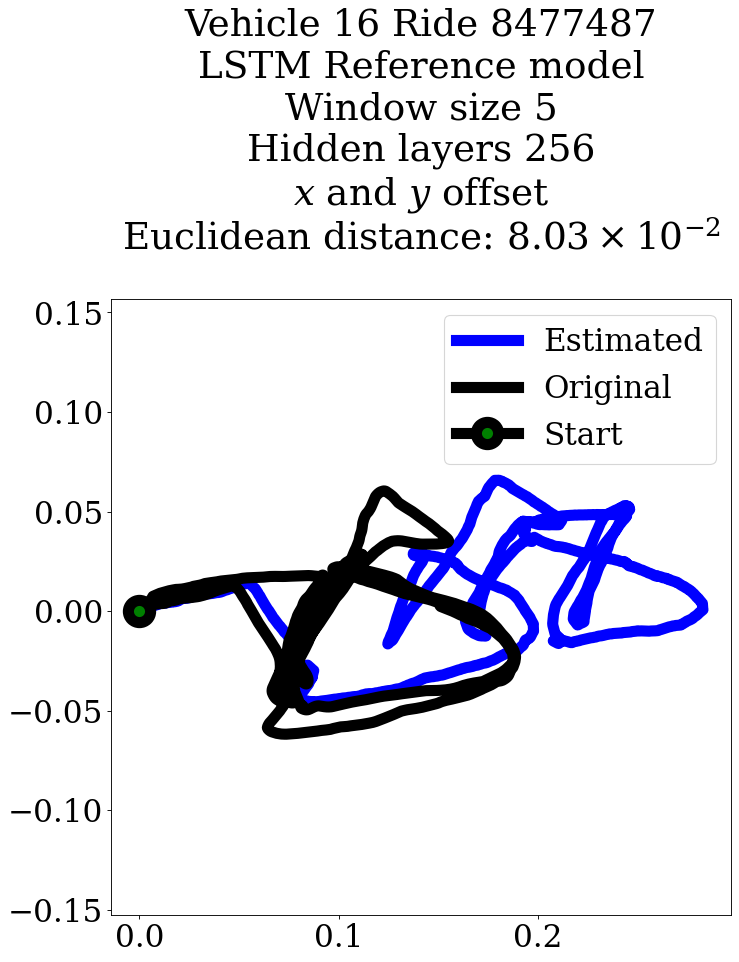 Vehicle 16 Ride 8477487
LSTM Reference model
Window size 5
Hidden layers 256
x and y offset
Euclidean distance: 8.03 × 10⁻²
Estimated
Original
Start
0.15
0.10
0.05
0.00
−0.05
−0.10
−0.15
0.0 0.1 0.2